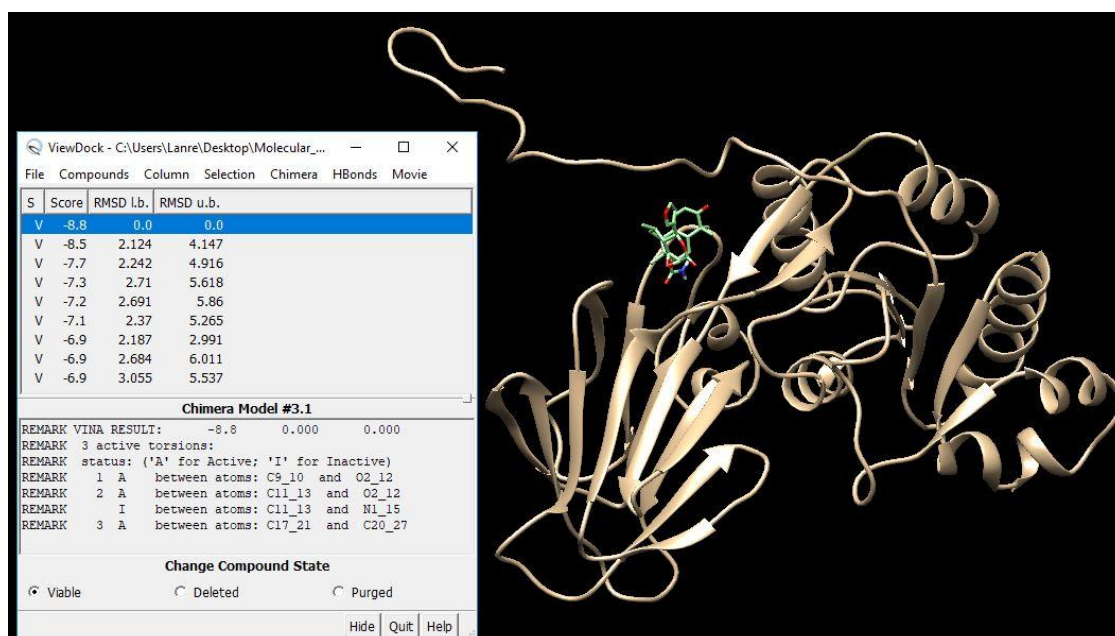 ViewDock - C:\Users\Lanre\Desktop\Molecular_...
File Compounds Column Selection Chimera HBonds Movie
S Score RMSD l.b. RMSD u.b.
V -8.8 0.0 0.0
V -8.5 2.124 4.147
V -7.7 2.242 4.916
V -7.3 2.71 5.618
V -7.2 2.691 5.86
V -7.1 2.37 5.265
V -6.9 2.187 2.991
V -6.9 2.684 6.011
V -6.9 3.055 5.537
Chimera Model #3.1
REMARK VINA RESULT: -8.8 0.000 0.000
REMARK 3 active torsions:
REMARK status: ('A' for Active; 'I' for Inactive)
REMARK 1 A between atoms: C9_10 and O2_12
REMARK 2 A between atoms: C11_13 and O2_12
REMARK I between atoms: C11_13 and N1_15
REMARK 3 A between atoms: C17_21 and C20_27
Change Compound State
Viable Deleted Purged
Hide Quit Help